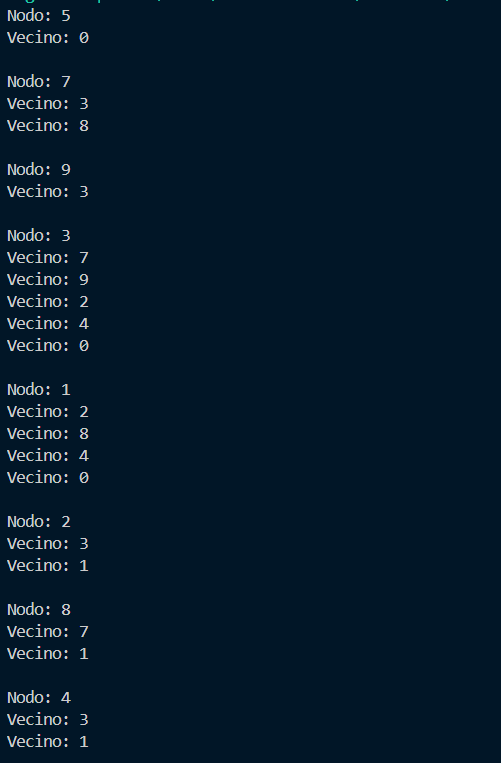 Nodo: 5
Vecino: 0
Nodo: 7
Vecino: 3
Vecino: 8
Nodo: 9
Vecino: 3
Nodo: 3
Vecino: 7
Vecino: 9
Vecino: 2
Vecino: 4
Vecino: 0
Nodo: 1
Vecino: 2
Vecino: 8
Vecino: 4
Vecino: 0
Nodo: 2
Vecino: 3
Vecino: 1
Nodo: 8
Vecino: 7
Vecino: 1
Nodo: 4
Vecino: 3
Vecino: 1